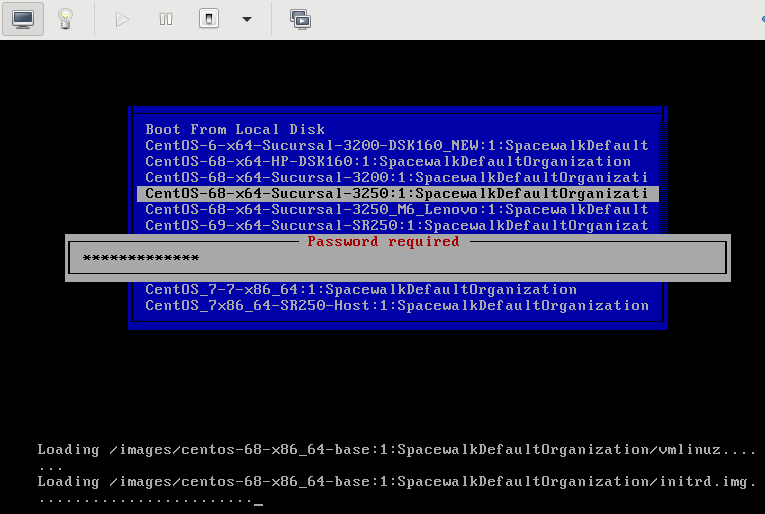 Boot From Local Disk
CentOS-6-x64-Sucursal-3200-DSK160_NEW:1:SpacewalkDefault
CentOS-68-x64-HP-DSK160:1:SpacewalkDefaultOrganization
CentOS-68-x64-Sucursal-3200:1:SpacewalkDefaultOrganizati
CentOS-68-x64-Sucursal-3250:1:SpacewalkDefaultOrganizati
CentOS-68-x64-Sucursal-3250_M6_Lenovo:1:SpacewalkDefault
CentOS-69-x64-Sucursal-SR250:1:SpacewalkDefaultOrganizat
Password required
*************
CentOS_7-7-x86_64:1:SpacewalkDefaultOrganization
CentOS_7x86_64-SR250-Host:1:SpacewalkDefaultOrganization
Loading /images/centos-68-x86_64-base:1:SpacewalkDefaultOrganization/vmlinuz....
...
Loading /images/centos-68-x86_64-base:1:SpacewalkDefaultOrganization/initrd.img.
........................_